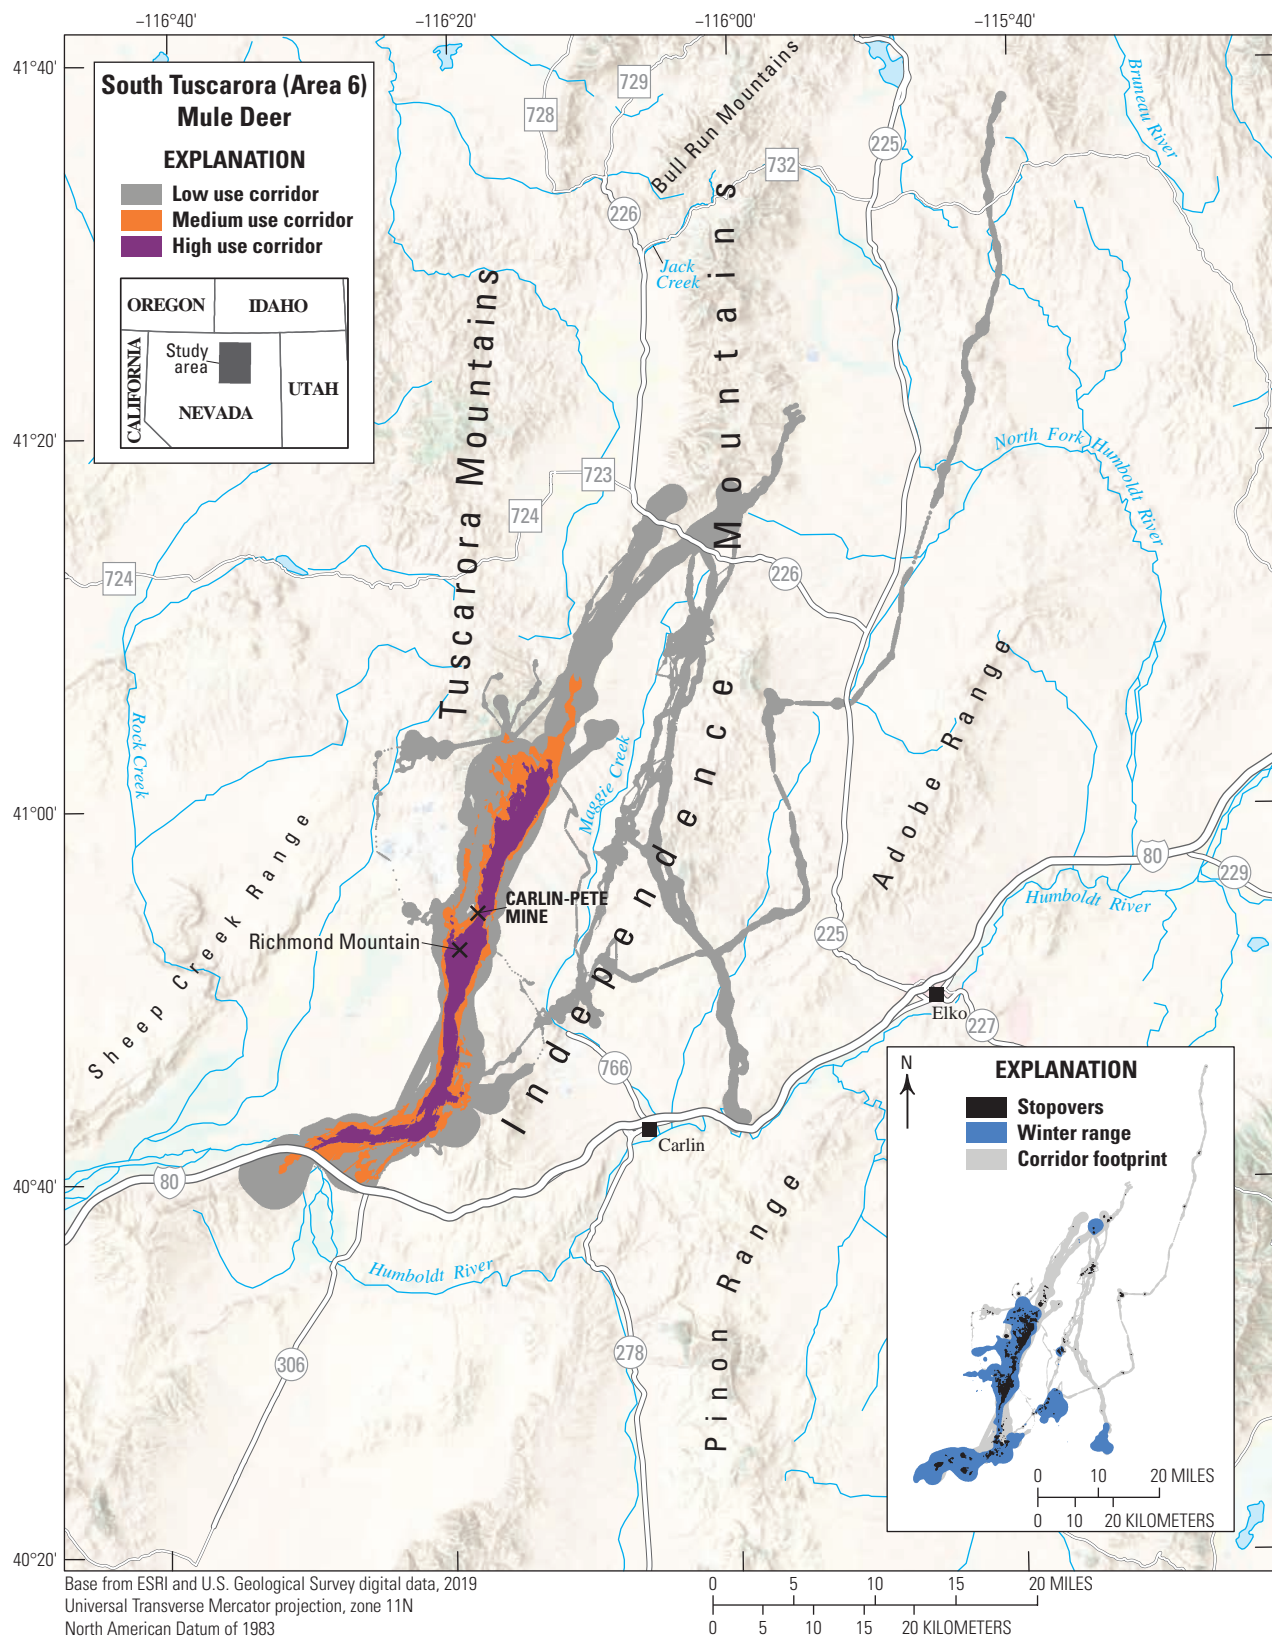 −116°40'
−116°20'
−116°00'
−115°40'
41°40'
41°20'
41°00'
40°40'
40°20'
South Tuscarora (Area 6)
Mule Deer
EXPLANATION
Low use corridor
Medium use corridor
High use corridor
OREGON
IDAHO
CALIFORNIA
Study
area
NEVADA
UTAH
729
728
Bull Run Mountains
225
732
226
Bruneau River
Jack
Creek
Tuscarora Mountains
Independence Mountains
North Fork Humboldt River
723
724
724
226
Rock Creek
Maggie Creek
Adobe Range
Sheep Creek Range
CARLIN-PETE
MINE
Richmond Mountain
80
229
Humboldt River
225
Elko
227
766
Carlin
80
Humboldt River
Pinon Range
306
278
N
EXPLANATION
Stopovers
Winter range
Corridor footprint
0 10 20 MILES
0 10 20 KILOMETERS
Base from ESRI and U.S. Geological Survey digital data, 2019
Universal Transverse Mercator projection, zone 11N
North American Datum of 1983
0 5 10 15 20 MILES
0 5 10 15 20 KILOMETERS